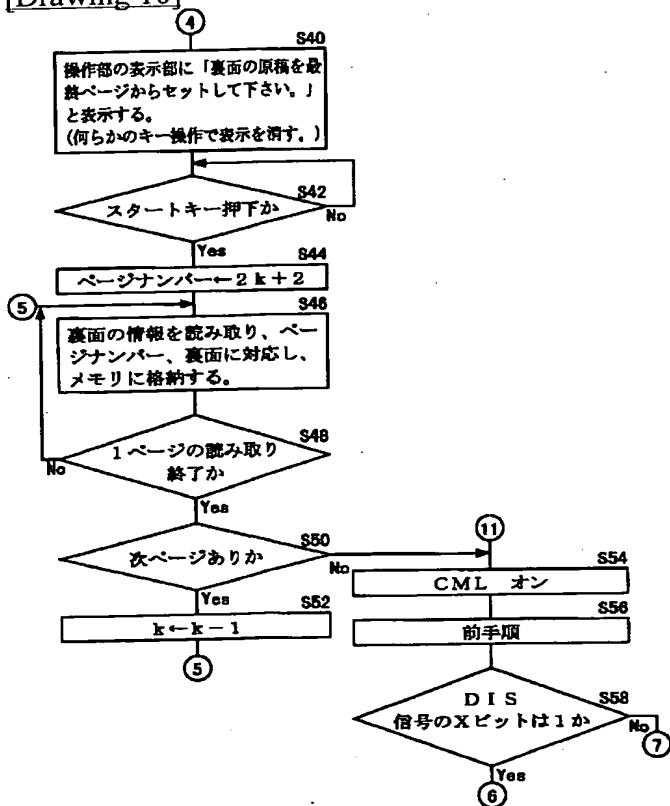 [Drawing 10]
④
S40
操作部の表示部に「裏面の原稿を最
終ページからセットして下さい。」
と表示する。
(何らかのキー操作で表示を消す。)
S42
スタートキー押下か
No
Yes
S44
ページナンバー←2k+2
⑤
S46
裏面の情報を読み取り、ペー
ジナンバー、裏面に対応し、
メモリに格納する。
S48
1ページの読み取り
終了か
No
Yes
S50
次ページありか
No
Yes
S52
k←k-1
⑤
⑪
S54
CML オン
S56
前手順
S58
DIS
信号のXビットは1か
No
⑦
Yes
⑥